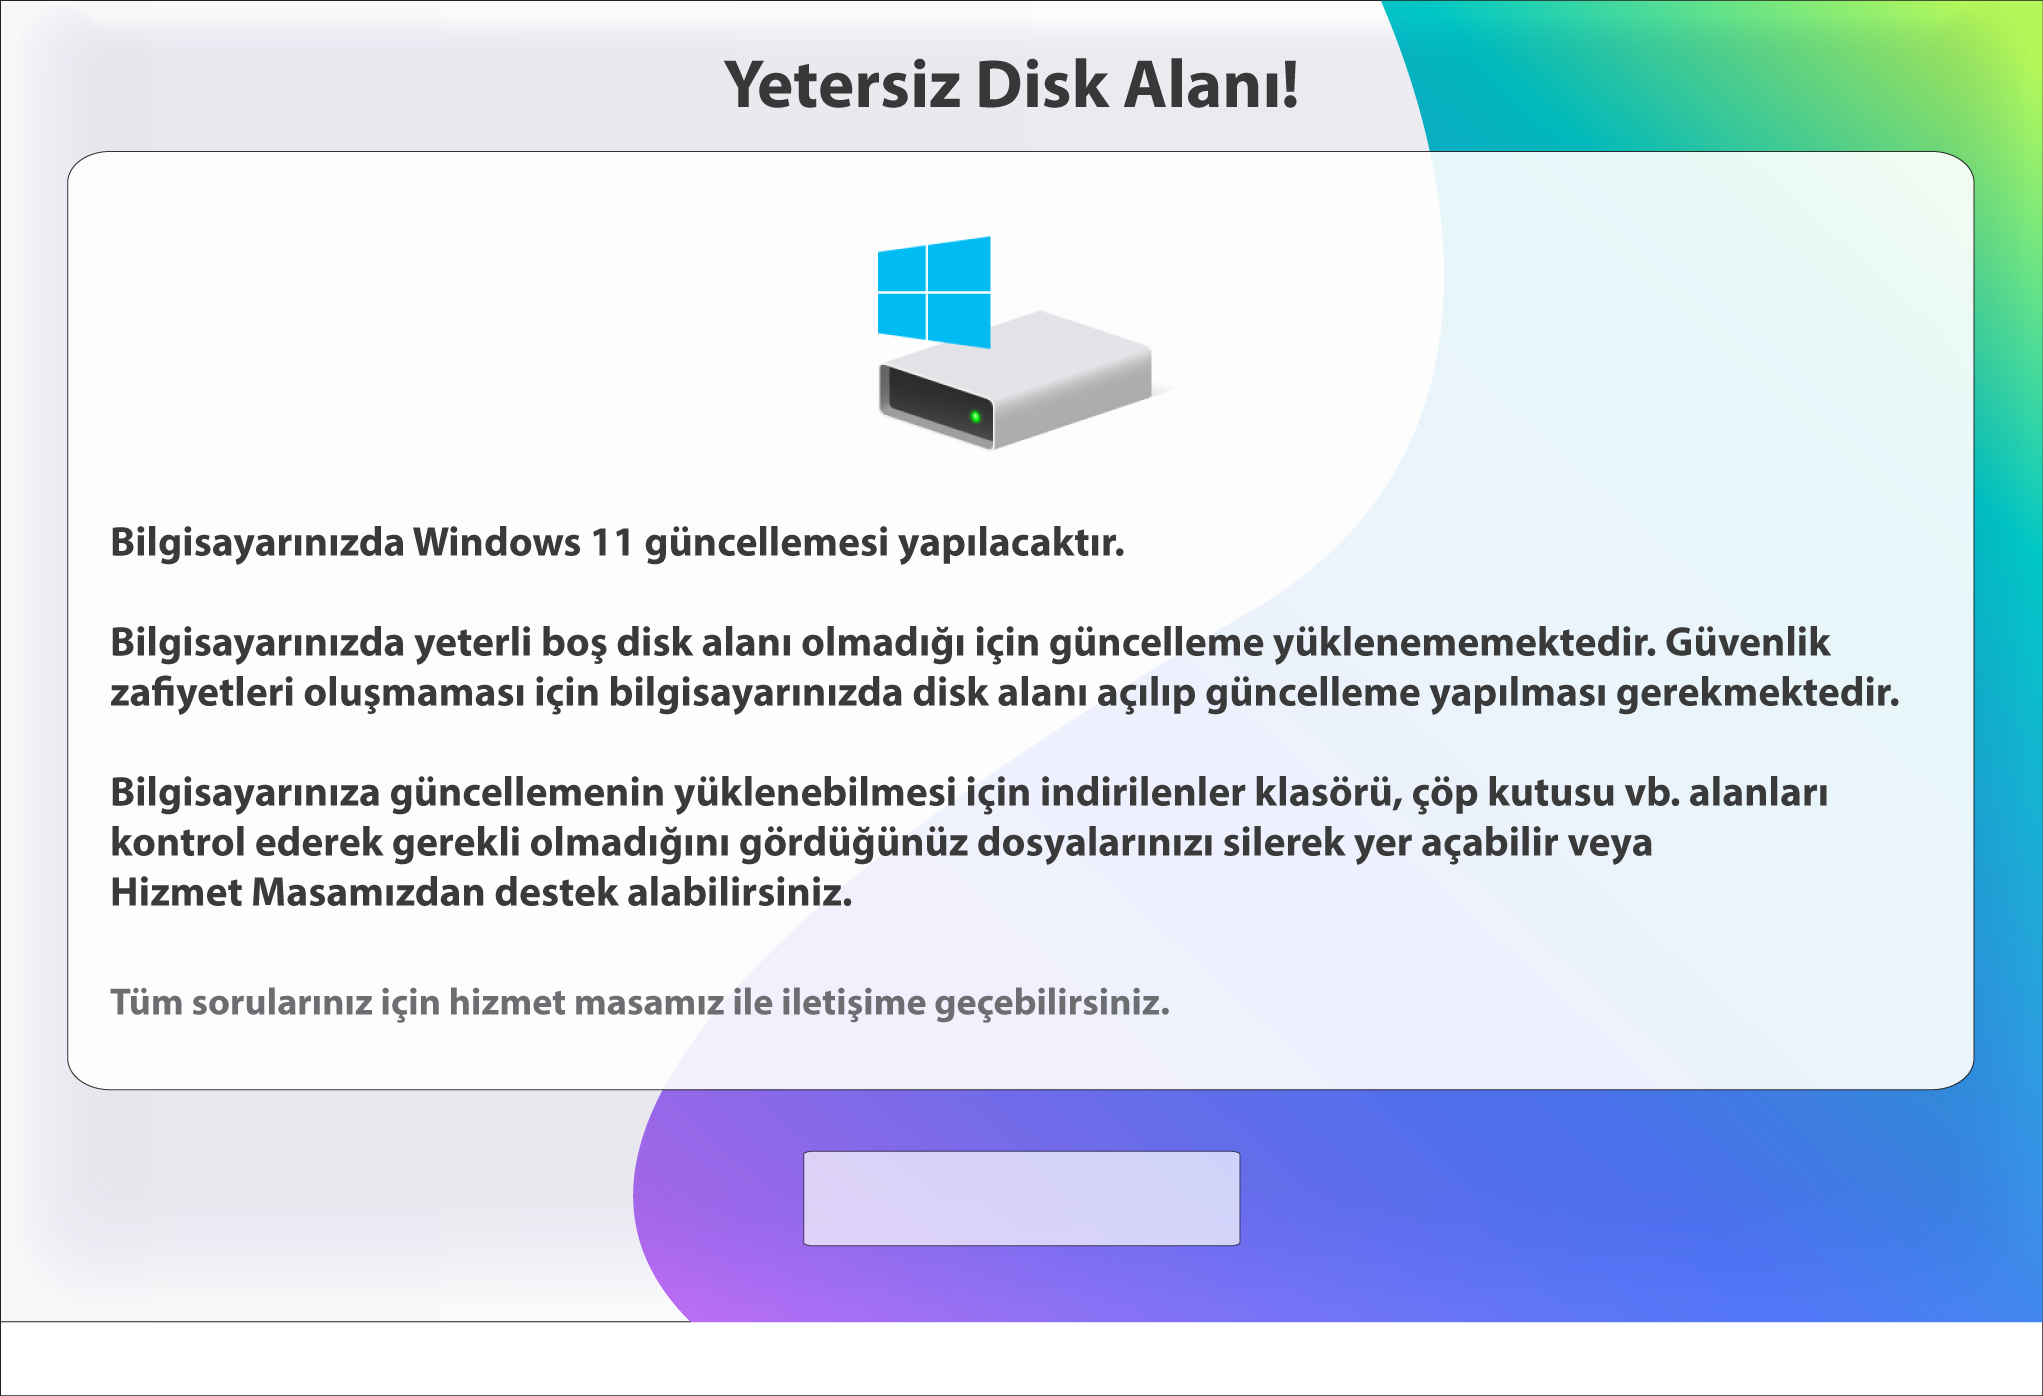 Yetersiz Disk Alanı!
Bilgisayarınızda Windows 11 güncellemesi yapılacaktır.
Bilgisayarınızda yeterli boş disk alanı olmadığı için güncelleme yüklenememektedir. Güvenlik
zafiyetleri oluşmaması için bilgisayarınızda disk alanı açılıp güncelleme yapılması gerekmektedir.
Bilgisayarınıza güncellemenin yüklenebilmesi için indirilenler klasörü, çöp kutusu vb. alanları
kontrol ederek gerekli olmadığını gördüğünüz dosyalarınızı silerek yer açabilir veya
Hizmet Masamızdan destek alabilirsiniz.
Tüm sorularınız için hizmet masamız ile iletişime geçebilirsiniz.